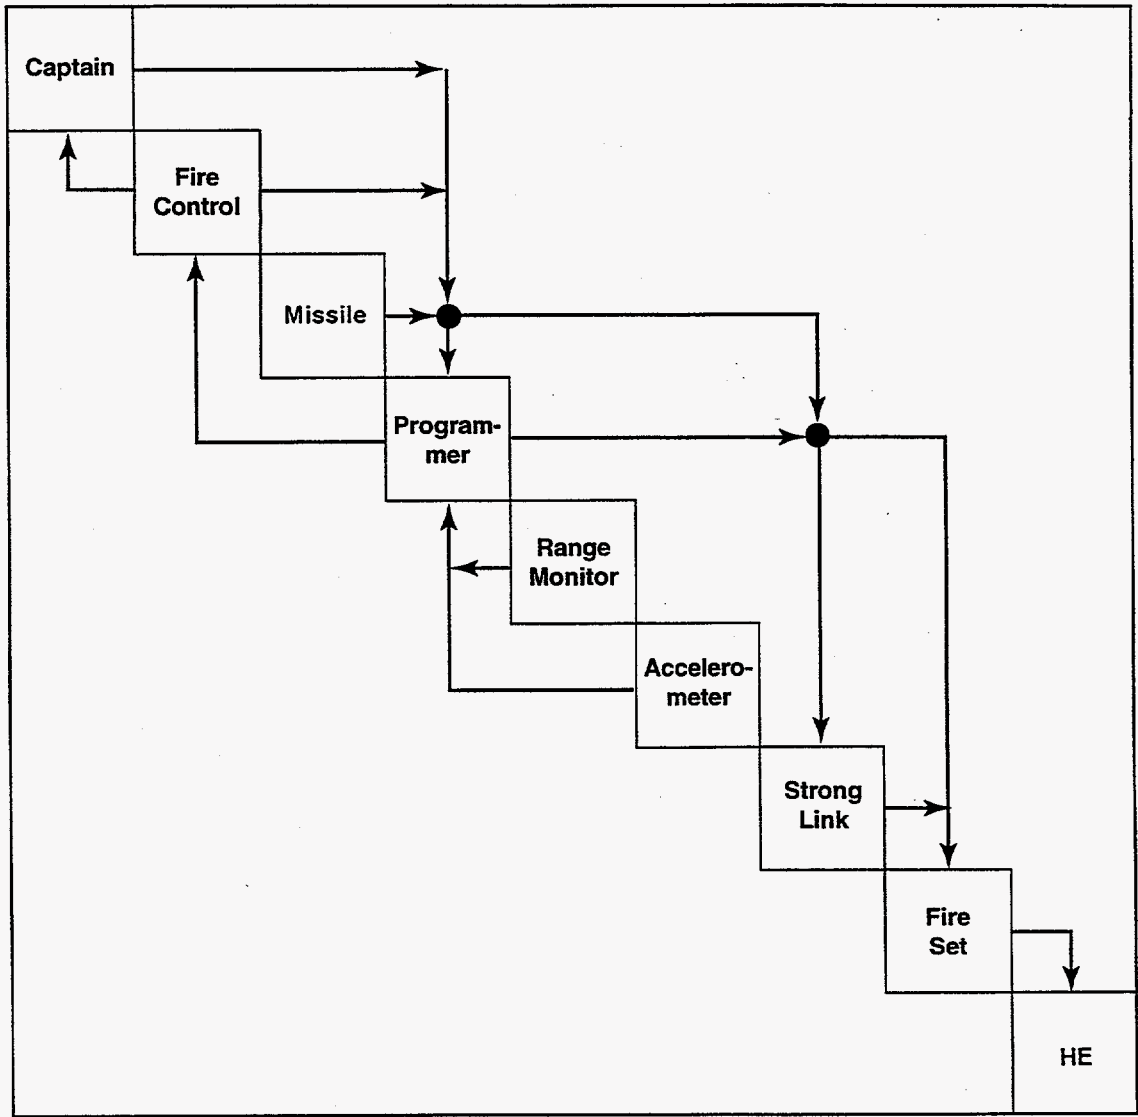 Captain
Fire
Control
Missile
Program-
mer
Range
Monitor
Accelero-
meter
Strong
Link
Fire
Set
HE